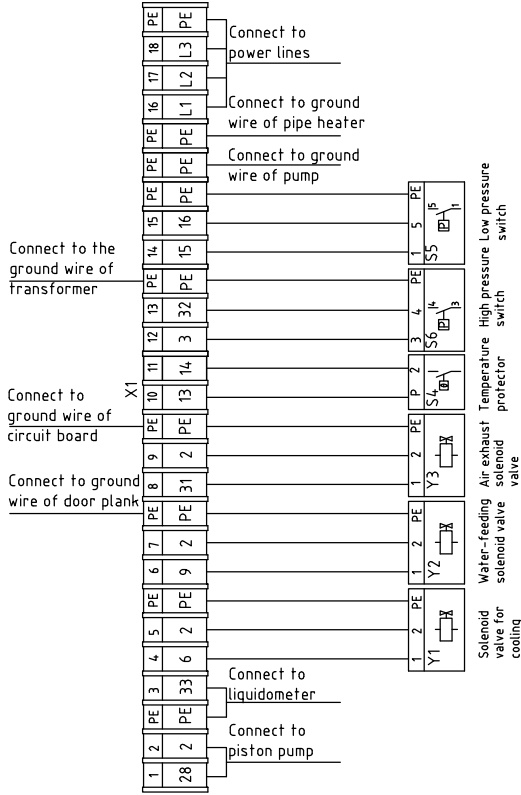 PE PE
18 L3
17 L2
16 L1
PE PE
PE PE
PE PE
15 16
14 15
PE PE
13 32
12 3
11 14
10 13
PE PE
9 2
8 31
PE PE
7 2
6 9
PE PE
5 2
4 6
3 33
PE PE
2 2
1 28
X1
Connect to
power lines
Connect to ground
wire of pipe heater
Connect to ground
wire of pump
Connect to the
ground wire of
transformer
Connect to
ground wire of
circuit board
Connect to ground
wire of door plank
Connect to
liquidometer
Connect to
piston pump
1 5 PE
S5
P
5
1
Low pressure
switch
3 4 PE
S6
P
4
3
High pressure
switch
P 2
S4
Temperature
protector
1 2 PE
Y3
Air exhaust
solenoid
valve
1 2 PE
Y2
Water-feeding
solenoid valve
1 2 PE
Y1
Solenoid
valve for
cooling